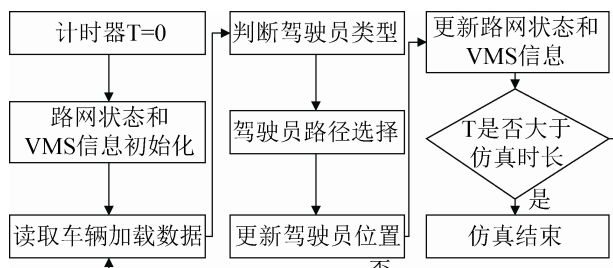 计时器T=0
路网状态和
VMS信息初始化
读取车辆加载数据
判断驾驶员类型
驾驶员路径选择
更新驾驶员位置
更新路网状态和
VMS信息
T是否大于
仿真时长
是
仿真结束